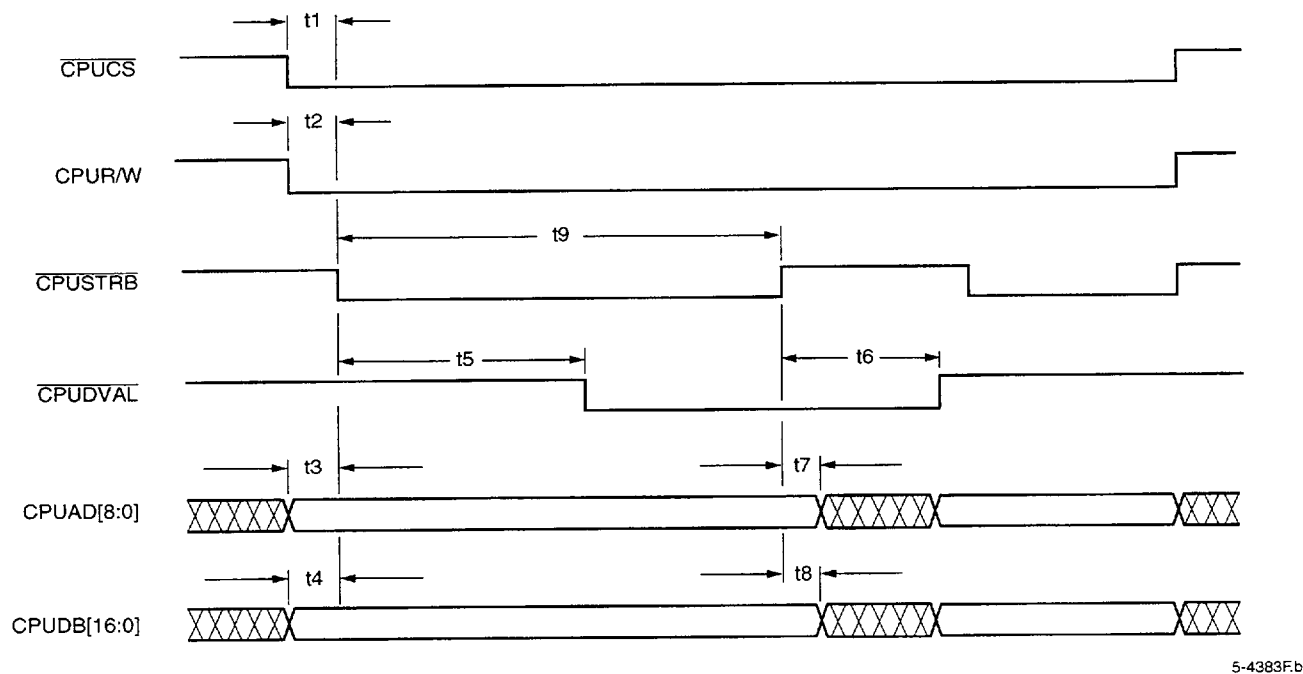 t1
CPUCS
t2
CPUR/W
t9
CPUSTRB
t5
t6
CPUDVAL
t3
t7
CPUAD[8:0]
t4
t8
CPUDB[16:0]
5-4383F.b